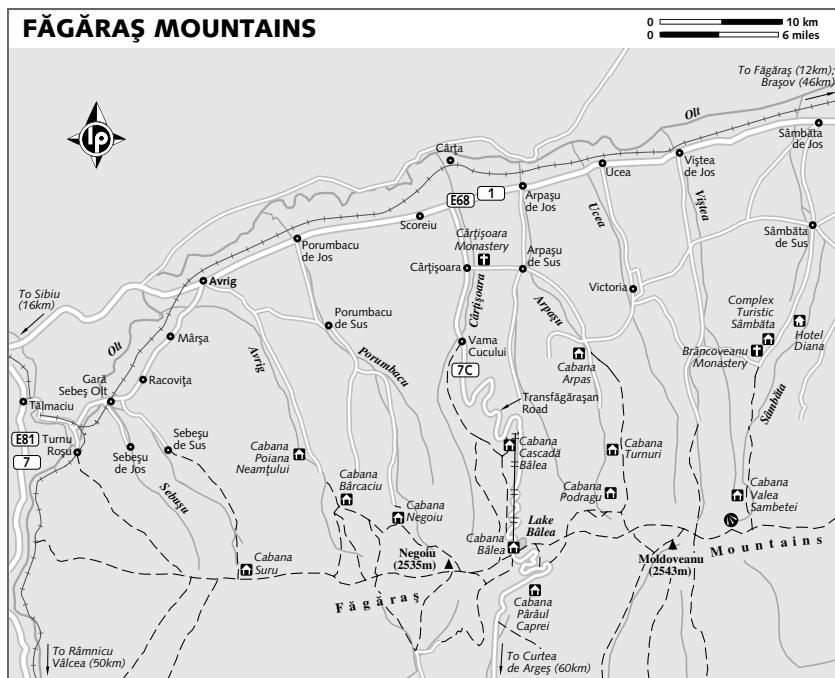 FĂGĂRAŞ MOUNTAINS
0 10 km
0 6 miles
To Făgăraş (12km);
Braşov (46km)
Olt
Sâmbăta
de Jos
Cârţa
Ucea
Viştea
de Jos
Viştea
1
E68
Arpaşu
de Jos
Ucea
Scoreiu
Sâmbăta
de Sus
Cârţişoara
Monastery
Porumbacu
de Jos
Cârţişoara
Arpaşu
de Sus
Avrig
Victoria
To Sibiu
(16km)
Cârţişoara
Arpaşu
Complex
Turistic
Sâmbăta
Porumbacu
de Sus
Hotel
Diana
Olt
Mârşa
Avrig
Porumbacu
Vama
Cucului
Cabana
Arpas
Brâncoveanu
Monastery
7C
Gară
Sebeş Olt
Racoviţa
Transfăgăraşan
Road
Sâmbăta
Tălmaciu
E81
7
Turnu
Roşu
Sebeşu
de Jos
Sebeşu
de Sus
Cabana
Poiana
Neamţului
Cabana
Cascadă
Bâlea
Cabana
Turnuri
Sebuşu
Cabana
Bârcaciu
Cabana
Negoiu
Cabana
Podragu
Cabana
Valea
Sambetei
Lake
Bâlea
Cabana
Bâlea
Cabana
Suru
Negoiu
(2535m)
Moldoveanu
(2543m)
Mountains
Făgăraş
Cabana
Pârâul
Caprei
To Râmnicu
Vâlcea (50km)
To Curtea
de Argeş (60km)
lp